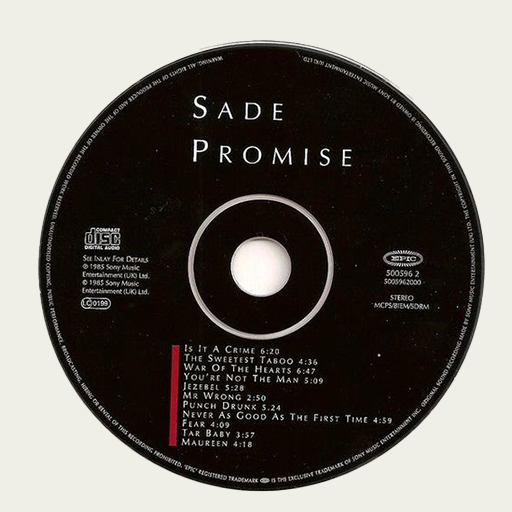 SADE
PROMISE
COMPACT
disc
DIGITAL AUDIO
SEE INLAY FOR DETAILS
℗ 1985 Sony Music
Entertainment (UK) Ltd.
© 1985 Sony Music
Entertainment (UK) Ltd.
LC 0199
EPIC
500596 2
5005962000
STEREO
MCPS/BIEM/SDRM
IS IT A CRIME 6:20
THE SWEETEST TABOO 4:36
WAR OF THE HEARTS 6:47
YOU'RE NOT THE MAN 5:09
JEZEBEL 5:28
MR WRONG 2:50
PUNCH DRUNK 5.24
NEVER AS GOOD AS THE FIRST TIME 4:59
FEAR 4:09
TAR BABY 3:57
MAUREEN 4:18